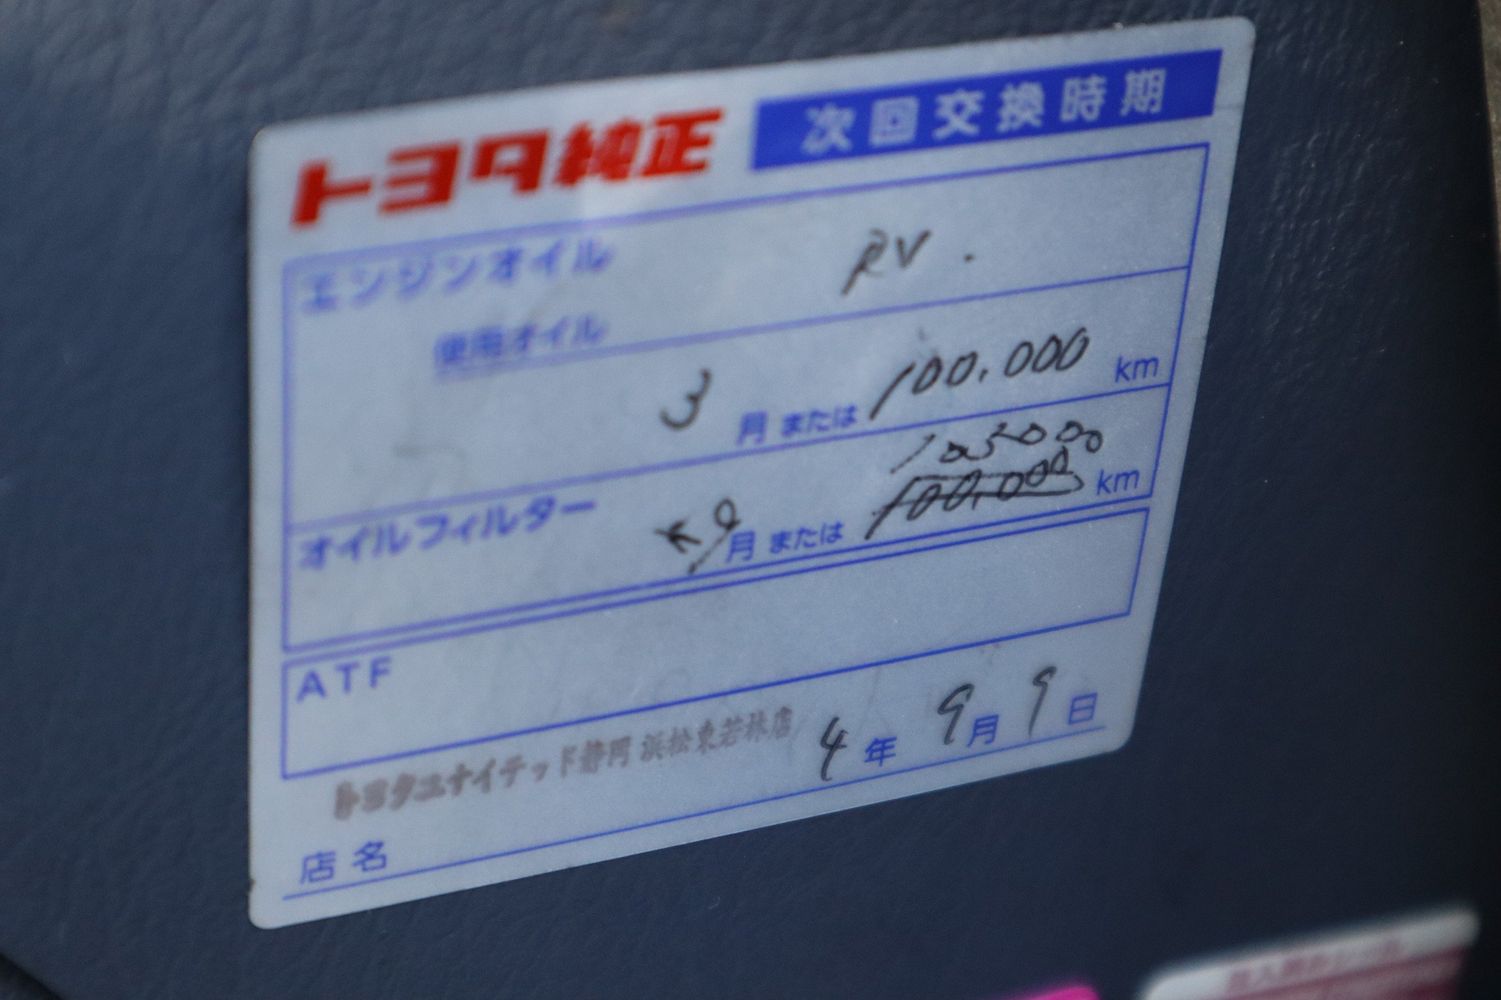 トヨタ純正 次回交換時期
エンジンオイル RV.
使用オイル
3 月 または 100,000 km
105000
オイルフィルター 9 月 または 100,000 km
ATF
トヨタユナイテッド静岡 浜松東若林店 4 年 9 月 9 日
店名